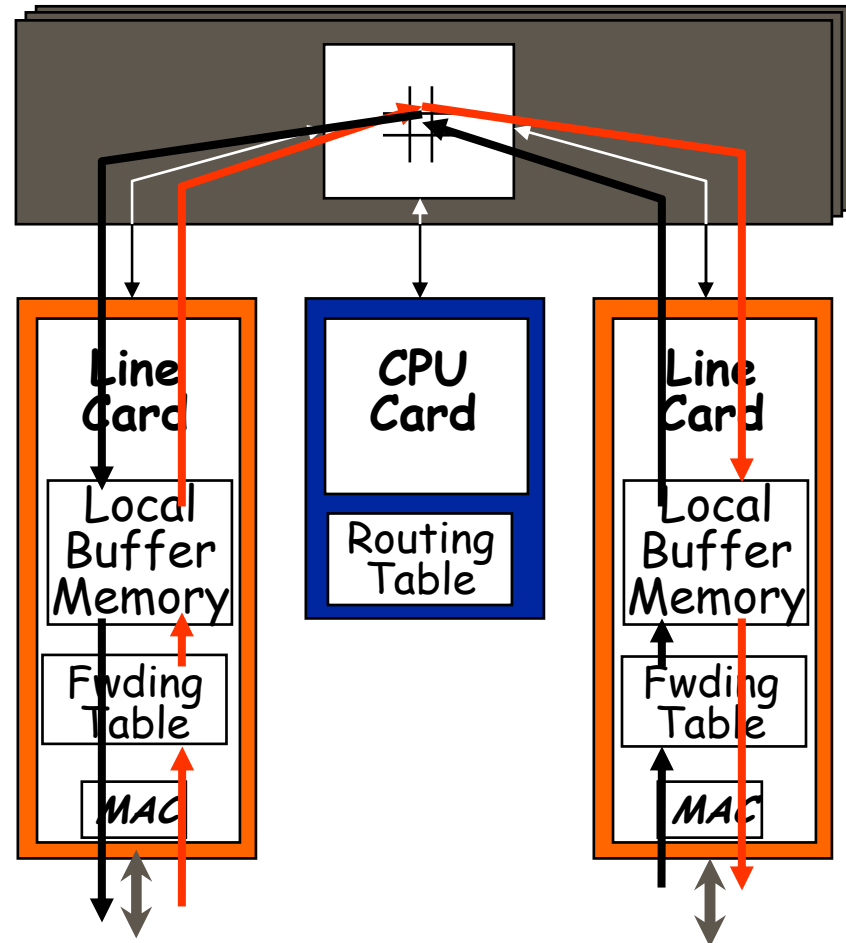 Line
Card
Local
Buffer
Memory
Fwding
Table
MAC
CPU
Card
Routing
Table
Line
Card
Local
Buffer
Memory
Fwding
Table
MAC